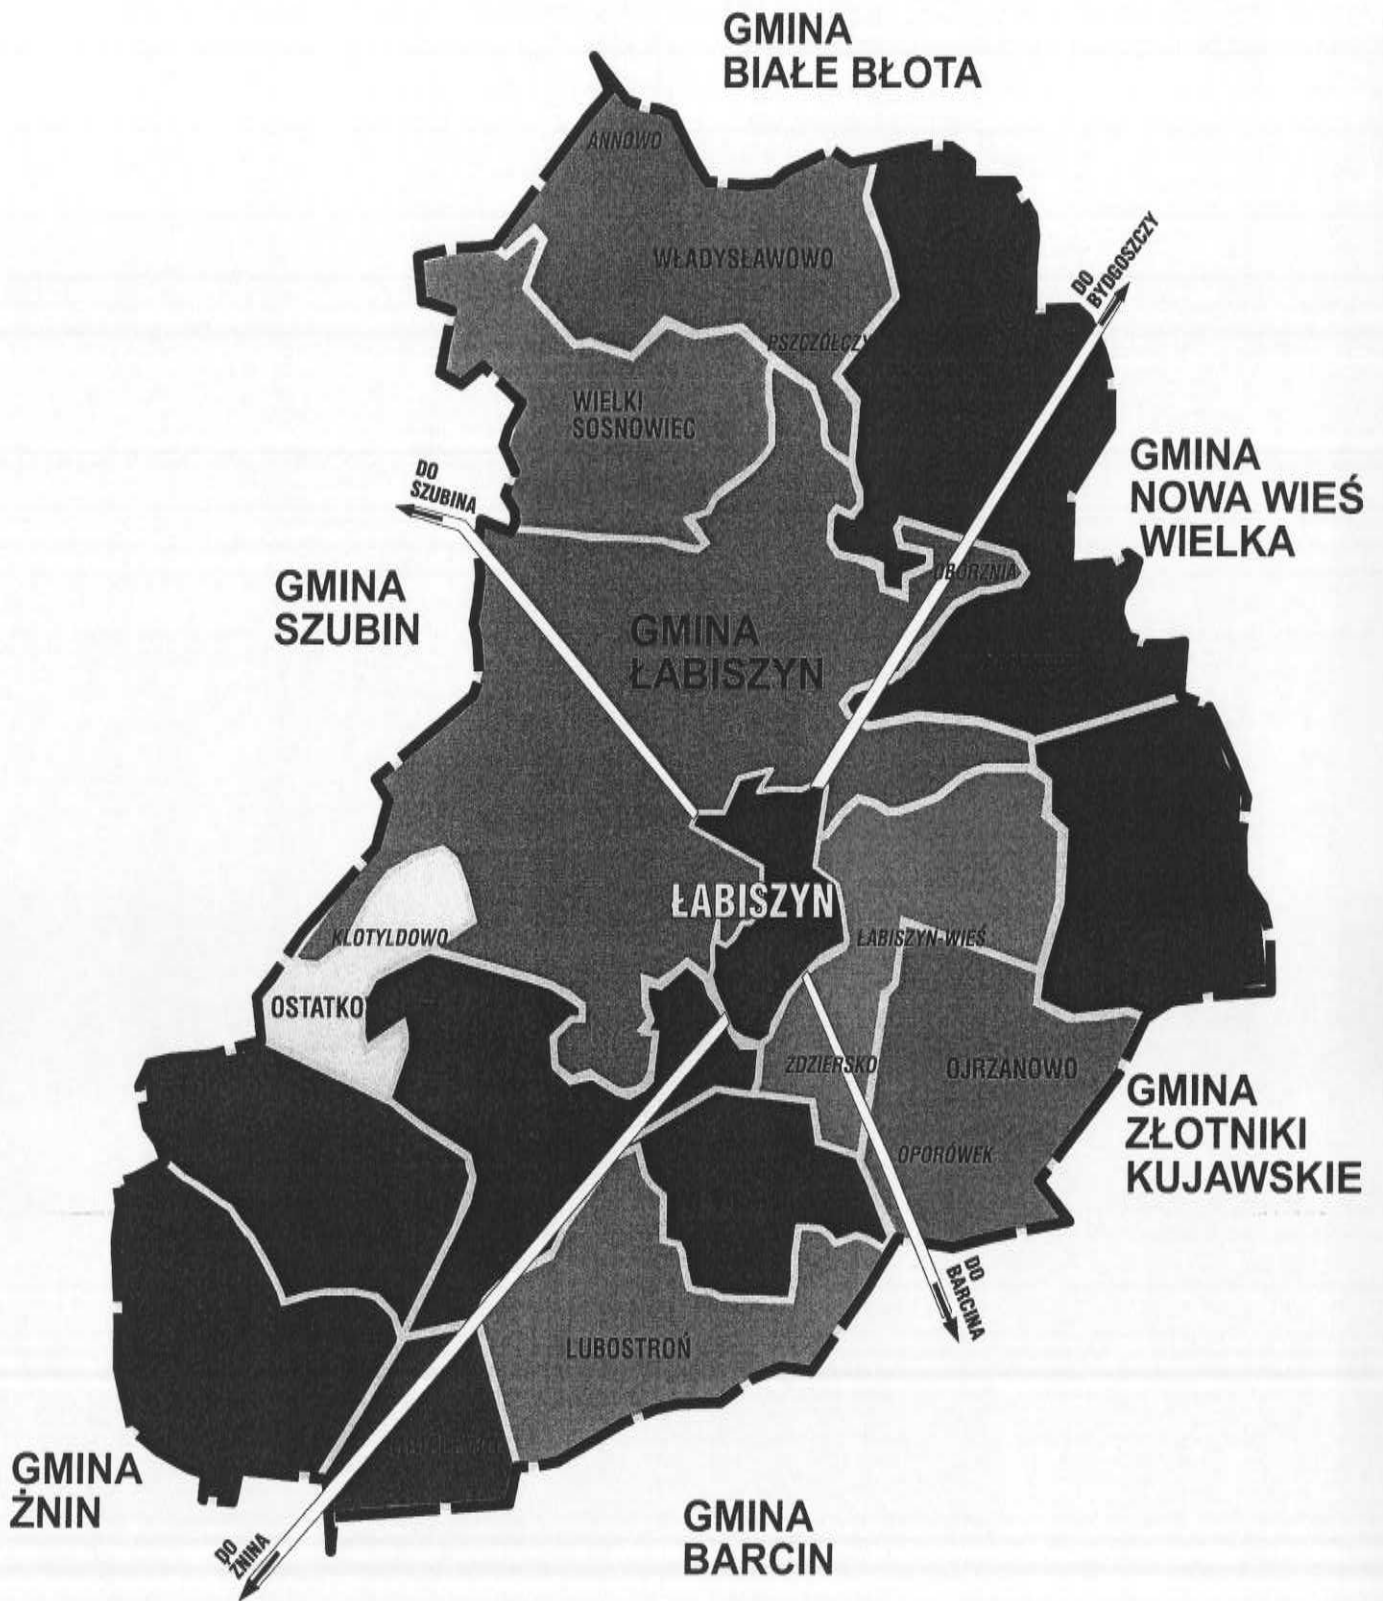 GMINA
BIAŁE BŁOTA
ANNOWO
WŁADYSŁAWOWO
DO
BYDGOSZCZY
PSZCZÓŁCZY
WIELKI
SOSNOWIEC
DO
SZUBINA
GMINA
NOWA WIEŚ
WIELKA
OBÓRZNIA
GMINA
SZUBIN
GMINA
ŁABISZYN
ŁABISZYN
KLOTYLDOWO
ŁABISZYN-WIEŚ
OSTATKO
ZDZIERSKO
OJRZANOWO
GMINA
ZŁOTNIKI
KUJAWSKIE
OPORÓWEK
DO
BARCINA
LUBOSTROŃ
GMINA
ŻNIN
DO
ŻNINA
GMINA
BARCIN